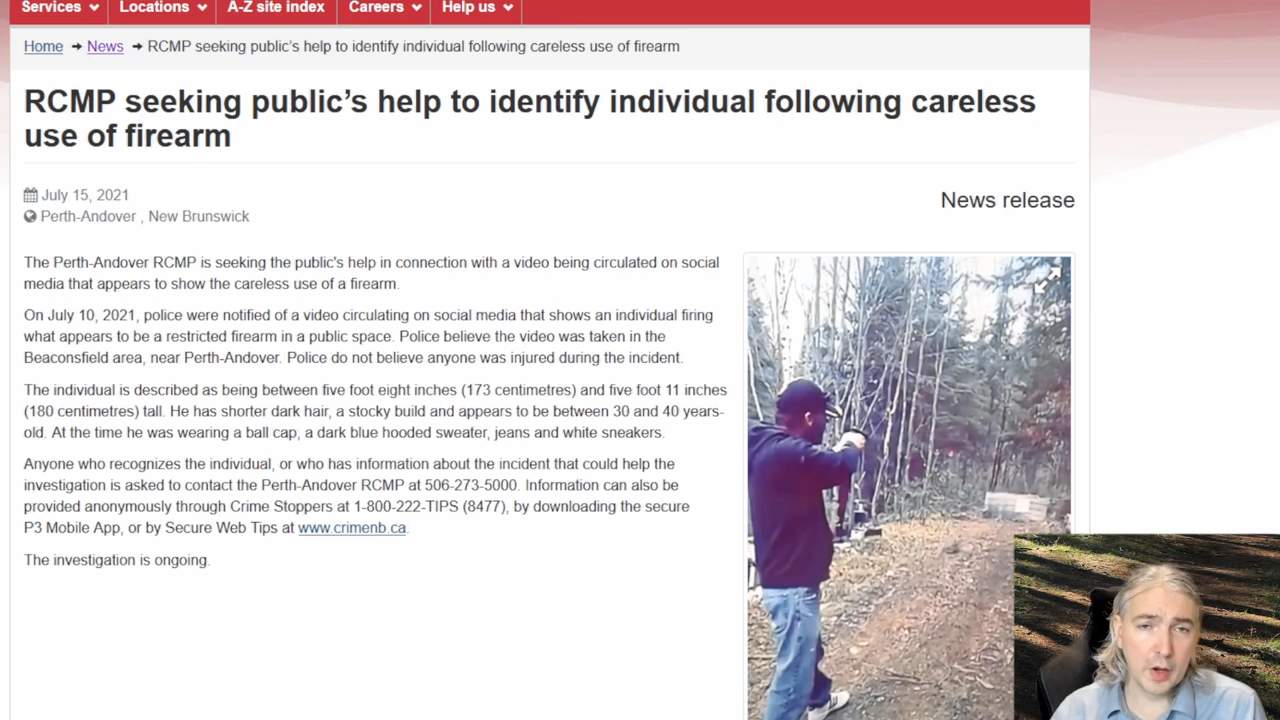 Services
Locations
A-Z site index
Careers
Help us
Home
News
RCMP seeking public’s help to identify individual following careless use of firearm
RCMP seeking public’s help to identify individual following careless
use of firearm
July 15, 2021
Perth-Andover , New Brunswick
News release
The Perth-Andover RCMP is seeking the public's help in connection with a video being circulated on social
media that appears to show the careless use of a firearm.
On July 10, 2021, police were notified of a video circulating on social media that shows an individual firing
what appears to be a restricted firearm in a public space. Police believe the video was taken in the
Beaconsfield area, near Perth-Andover. Police do not believe anyone was injured during the incident.
The individual is described as being between five foot eight inches (173 centimetres) and five foot 11 inches
(180 centimetres) tall. He has shorter dark hair, a stocky build and appears to be between 30 and 40 years-
old. At the time he was wearing a ball cap, a dark blue hooded sweater, jeans and white sneakers.
Anyone who recognizes the individual, or who has information about the incident that could help the
investigation is asked to contact the Perth-Andover RCMP at 506-273-5000. Information can also be
provided anonymously through Crime Stoppers at 1-800-222-TIPS (8477), by downloading the secure
P3 Mobile App, or by Secure Web Tips at www.crimenb.ca.
The investigation is ongoing.